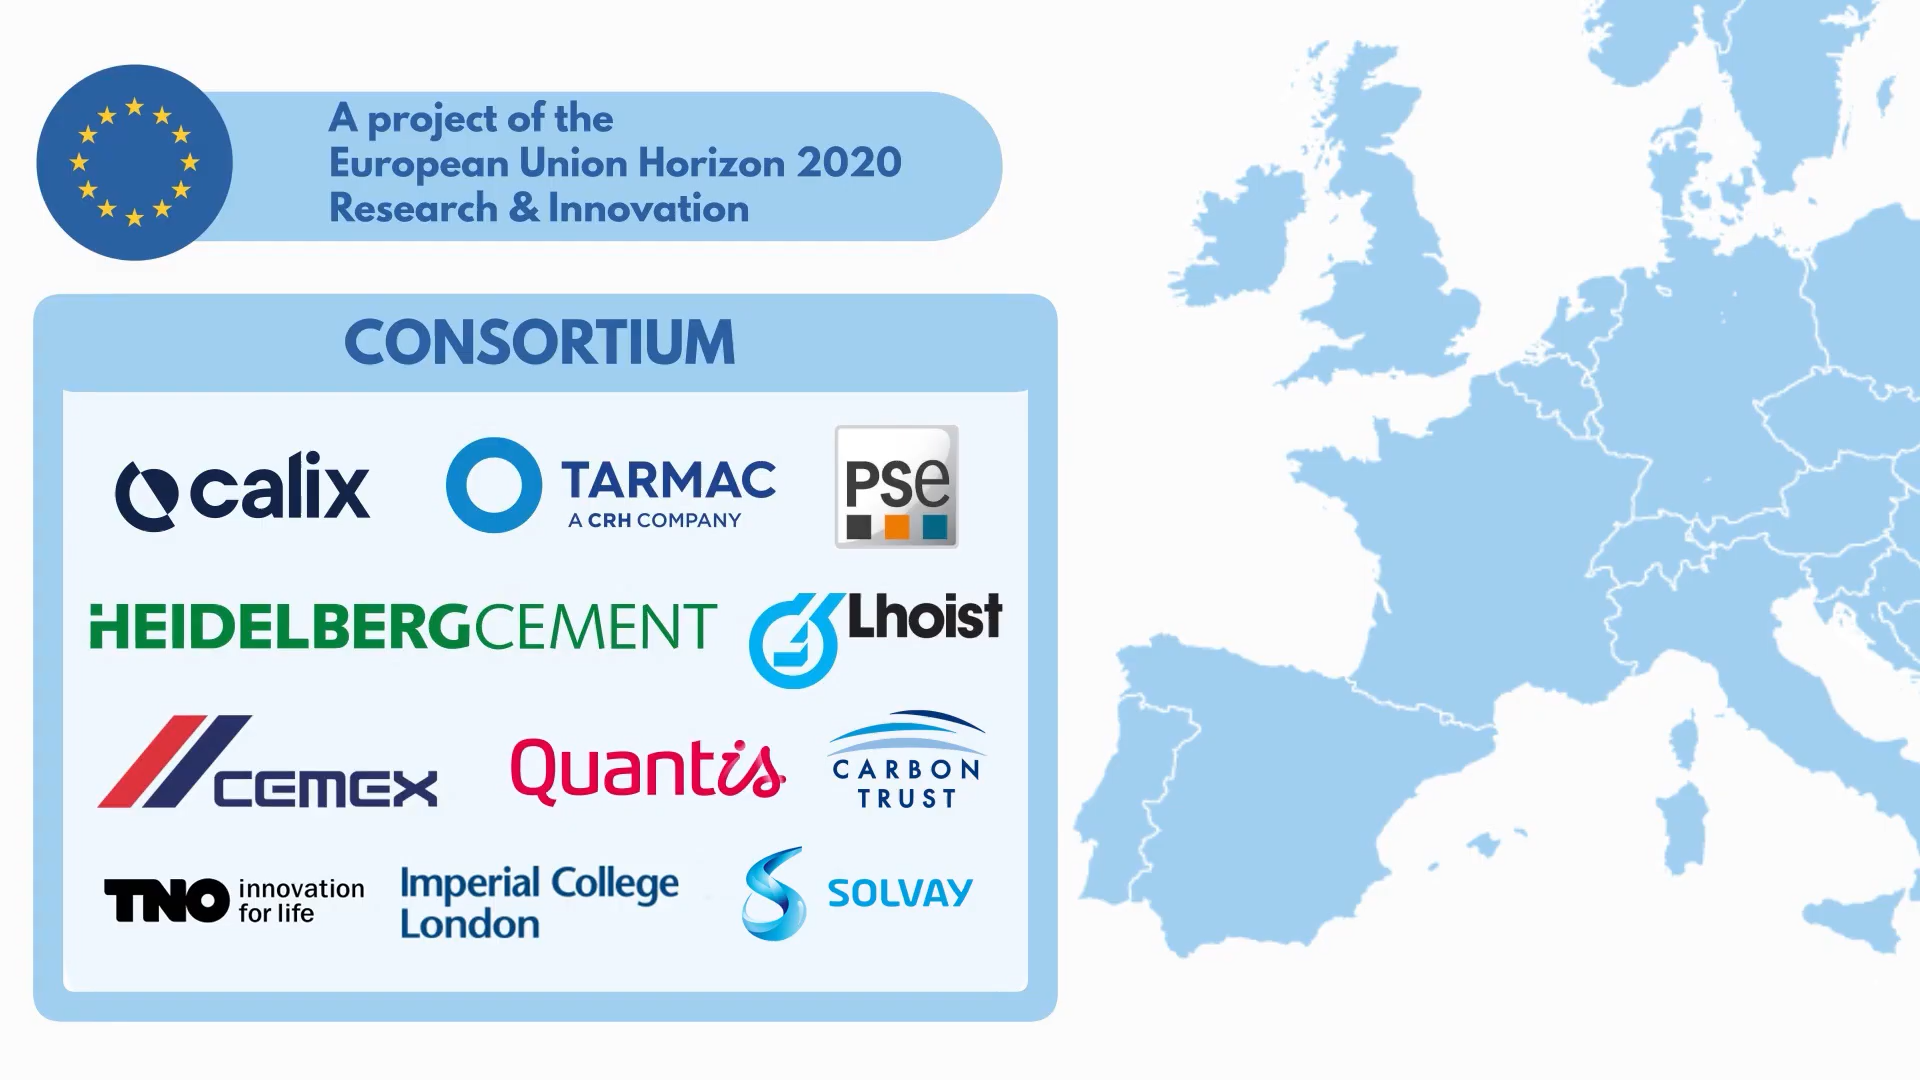 A project of the
European Union Horizon 2020
Research & Innovation
CONSORTIUM
calix
TARMAC
A CRH COMPANY
PSe
HEIDELBERGCEMENT
Lhoist
CEMEX
Quantis
CARBON
TRUST
TNO innovation
for life
Imperial College
London
SOLVAY